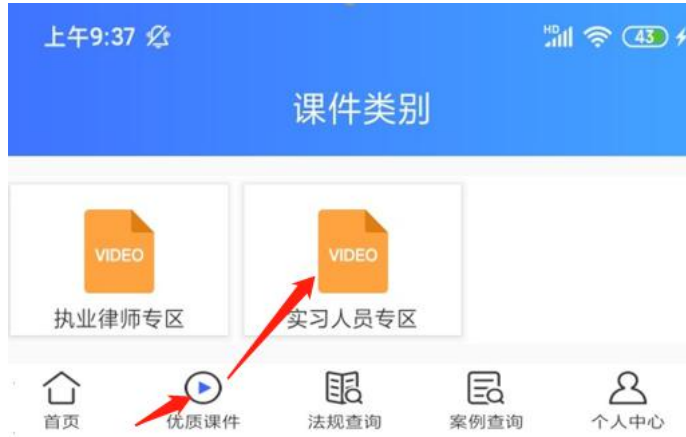 上午9:37 HD 43
课件类别
VIDEO VIDEO
执业律师专区 实习人员专区
首页 优质课件 法规查询 案例查询 个人中心